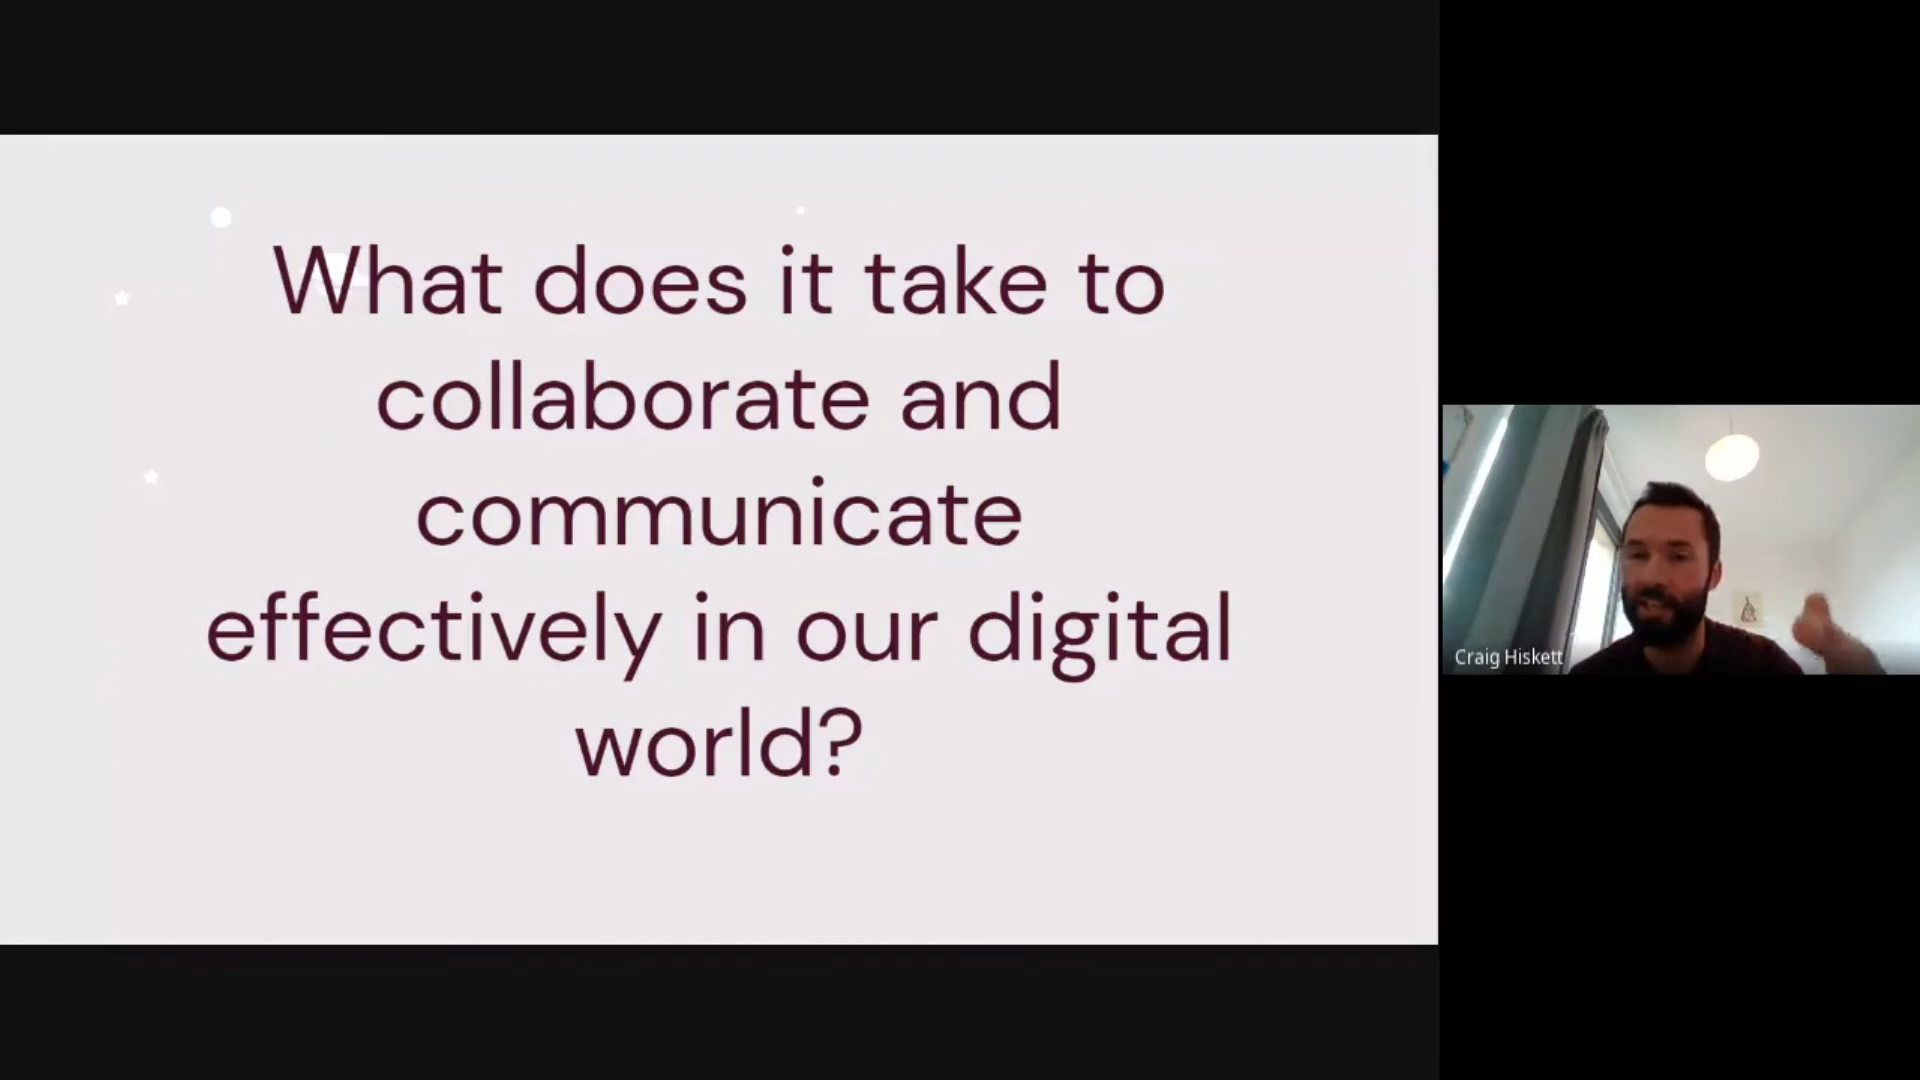 What does it take to
collaborate and
communicate
effectively in our digital
world?
Craig Hiskett